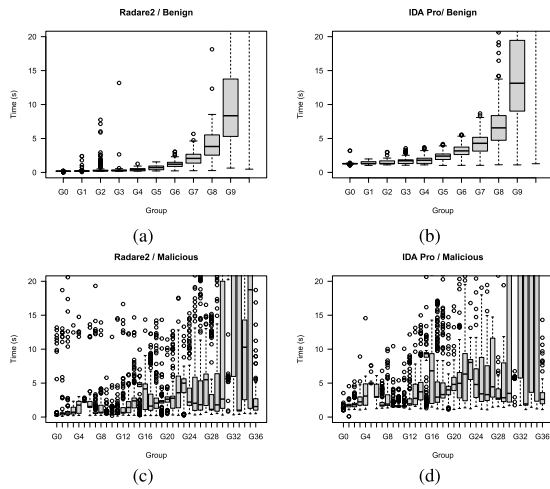 Radare2 / Benign
Time (s)
20
15
10
5
0
G0 G1 G2 G3 G4 G5 G6 G7 G8 G9
Group
(a)
IDA Pro/ Benign
Time (s)
20
15
10
5
0
G0 G1 G2 G3 G4 G5 G6 G7 G8 G9
Group
(b)
Radare2 / Malicious
Time (s)
20
15
10
5
0
G0 G4 G8 G12 G16 G20 G24 G28 G32 G36
Group
(c)
IDA Pro / Malicious
Time (s)
20
15
10
5
0
G0 G4 G8 G12 G16 G20 G24 G28 G32 G36
Group
(d)